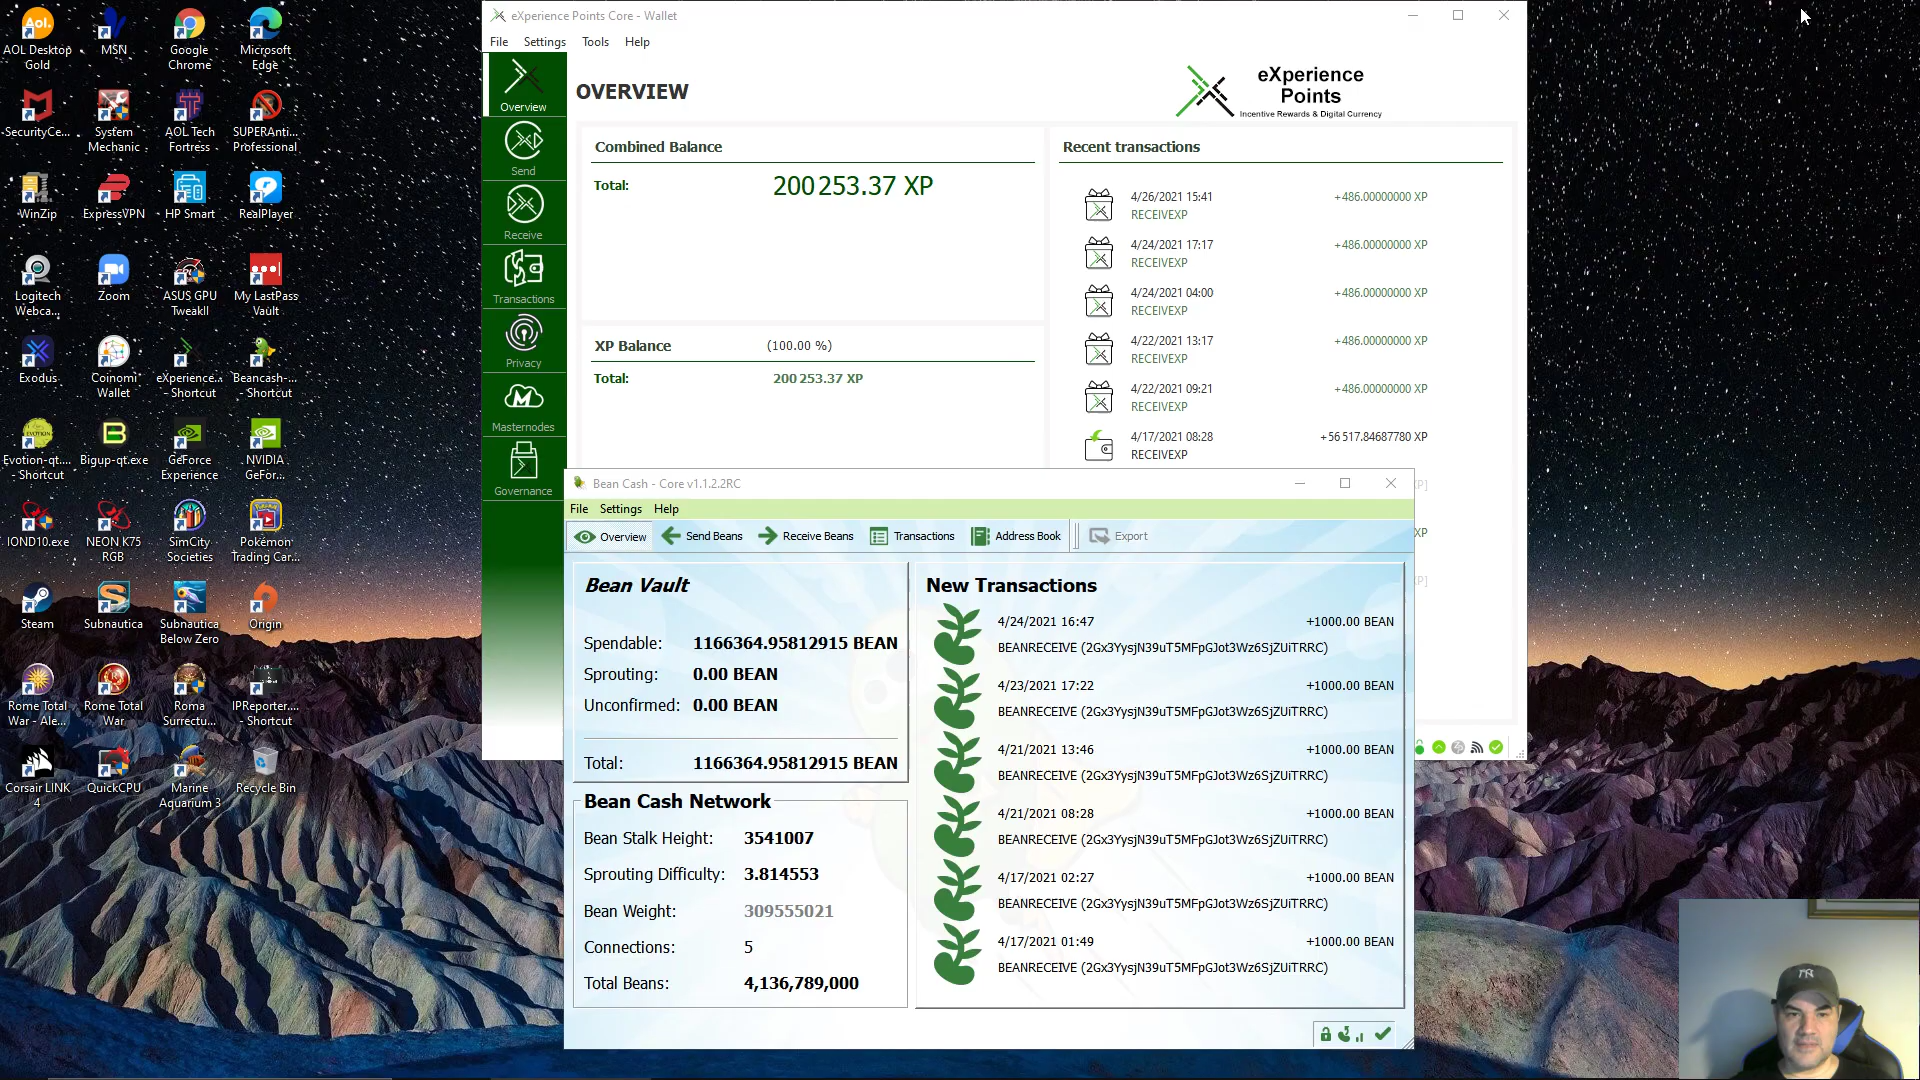 AOL Desktop Gold
MSN
Google Chrome
Microsoft Edge
SecurityCe...
System Mechanic
AOL Tech Fortress
SUPERAnti... Professional
WinZip
ExpressVPN
HP Smart
RealPlayer
Logitech Webca...
Zoom
ASUS GPU TweakII
My LastPass Vault
Exodus
Coinomi Wallet
eXperience... - Shortcut
Beancash-... - Shortcut
Evotion-qt.... - Shortcut
Bigup-qt.exe
GeForce Experience
NVIDIA GeFor...
IOND10.exe
NEON K75 RGB
SimCity Societies
Pokémon Trading Car...
Steam
Subnautica
Subnautica Below Zero
Origin
Rome Total War - Ale...
Rome Total War
Roma Surrectu...
IPReporter.... - Shortcut
Corsair LINK 4
QuickCPU
Marine Aquarium 3
Recycle Bin
eXperience Points Core - Wallet
File Settings Tools Help
Overview
Send
Receive
Transactions
Privacy
Masternodes
Governance
OVERVIEW
eXperience
Points
Incentive Rewards & Digital Currency
Combined Balance
Total: 200 253.37 XP
XP Balance (100.00 %)
Total: 200 253.37 XP
Recent transactions
4/26/2021 15:41 +486.00000000 XP
RECEIVEXP
4/24/2021 17:17 +486.00000000 XP
RECEIVEXP
4/24/2021 04:00 +486.00000000 XP
RECEIVEXP
4/22/2021 13:17 +486.00000000 XP
RECEIVEXP
4/22/2021 09:21 +486.00000000 XP
RECEIVEXP
4/17/2021 08:28 +56 517.84687780 XP
RECEIVEXP
Bean Cash - Core v1.1.2.2RC
File Settings Help
Overview Send Beans Receive Beans Transactions Address Book Export
Bean Vault
Spendable: 1166364.95812915 BEAN
Sprouting: 0.00 BEAN
Unconfirmed: 0.00 BEAN
Total: 1166364.95812915 BEAN
Bean Cash Network
Bean Stalk Height: 3541007
Sprouting Difficulty: 3.814553
Bean Weight: 309555021
Connections: 5
Total Beans: 4,136,789,000
New Transactions
4/24/2021 16:47 +1000.00 BEAN
BEANRECEIVE (2Gx3YysjN39uT5MFpGJot3Wz6SjZUiTRRC)
4/23/2021 17:22 +1000.00 BEAN
BEANRECEIVE (2Gx3YysjN39uT5MFpGJot3Wz6SjZUiTRRC)
4/21/2021 13:46 +1000.00 BEAN
BEANRECEIVE (2Gx3YysjN39uT5MFpGJot3Wz6SjZUiTRRC)
4/21/2021 08:28 +1000.00 BEAN
BEANRECEIVE (2Gx3YysjN39uT5MFpGJot3Wz6SjZUiTRRC)
4/17/2021 02:27 +1000.00 BEAN
BEANRECEIVE (2Gx3YysjN39uT5MFpGJot3Wz6SjZUiTRRC)
4/17/2021 01:49 +1000.00 BEAN
BEANRECEIVE (2Gx3YysjN39uT5MFpGJot3Wz6SjZUiTRRC)